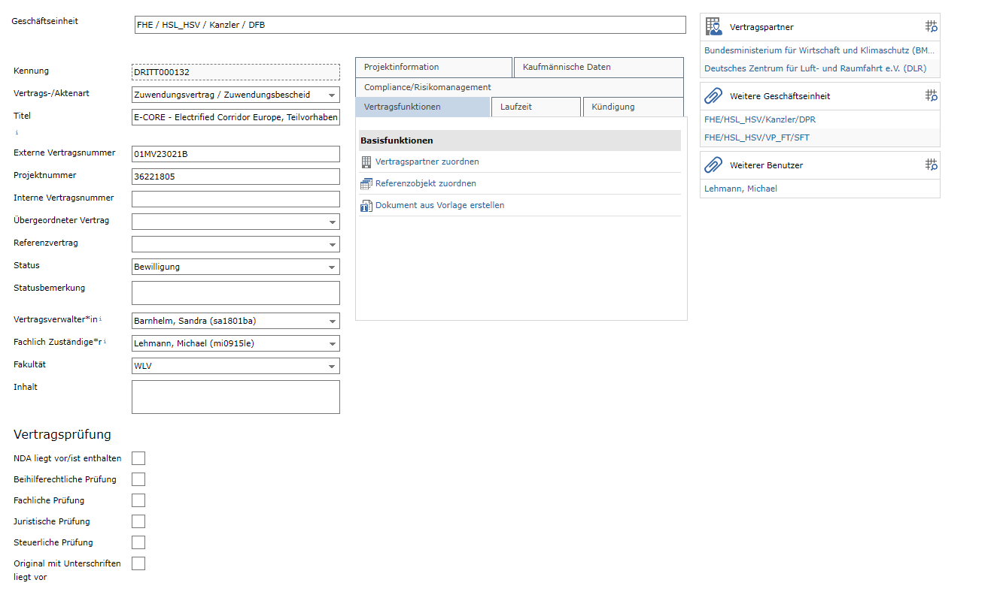 Geschäftseinheit
FHE / HSL_HSV / Kanzler / DFB
Kennung
DRITT000132
Vertrags-/Aktenart
Zuwendungsvertrag / Zuwendungsbescheid
Titel
E-CORE - Electrified Corridor Europe, Teilvorhaben
i
Externe Vertragsnummer
01MV23021B
Projektnummer
36221805
Interne Vertragsnummer
Übergeordneter Vertrag
Referenzvertrag
Status
Bewilligung
Statusbemerkung
Vertragsverwalter*in i
Barnhelm, Sandra (sa1801ba)
Fachlich Zuständige*r i
Lehmann, Michael (mi0915le)
Fakultät
WLV
Inhalt
Vertragsprüfung
NDA liegt vor/ist enthalten
Beihilferechtliche Prüfung
Fachliche Prüfung
Juristische Prüfung
Steuerliche Prüfung
Original mit Unterschriften
liegt vor
Projektinformation
Kaufmännische Daten
Compliance/Risikomanagement
Vertragsfunktionen
Laufzeit
Kündigung
Basisfunktionen
Vertragspartner zuordnen
Referenzobjekt zuordnen
Dokument aus Vorlage erstellen
Vertragspartner
Bundesministerium für Wirtschaft und Klimaschutz (BM...
Deutsches Zentrum für Luft- und Raumfahrt e.V. (DLR)
Weitere Geschäftseinheit
FHE/HSL_HSV/Kanzler/DPR
FHE/HSL_HSV/VP_FT/SFT
Weiterer Benutzer
Lehmann, Michael